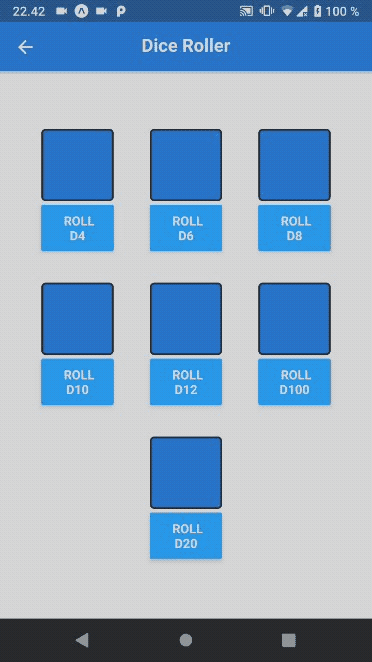 22.42 100 %
Dice Roller
ROLL
D4
ROLL
D6
ROLL
D8
ROLL
D10
ROLL
D12
ROLL
D100
ROLL
D20